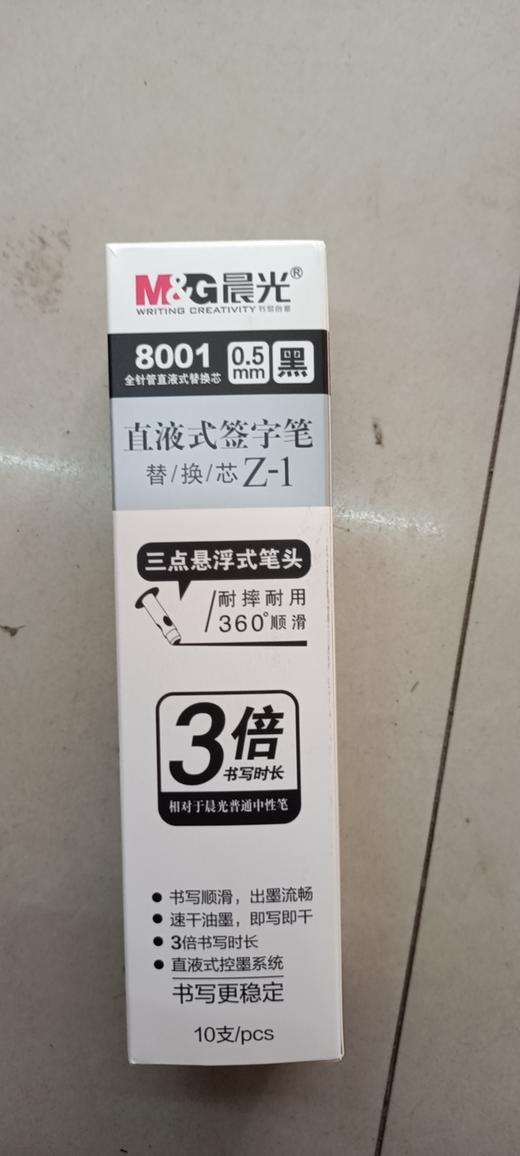 M&G晨光®
WRITING CREATIVITY 书写创意
8001 0.5mm 黑
全针管直液式替换芯
直液式签字笔
替/换/芯 Z-1
三点悬浮式笔头
耐摔耐用
360°顺滑
3倍
书写时长
相对于晨光普通中性笔
● 书写顺滑，出墨流畅
● 速干油墨，即写即干
● 3倍书写时长
● 直液式控墨系统
书写更稳定
10支/pcs